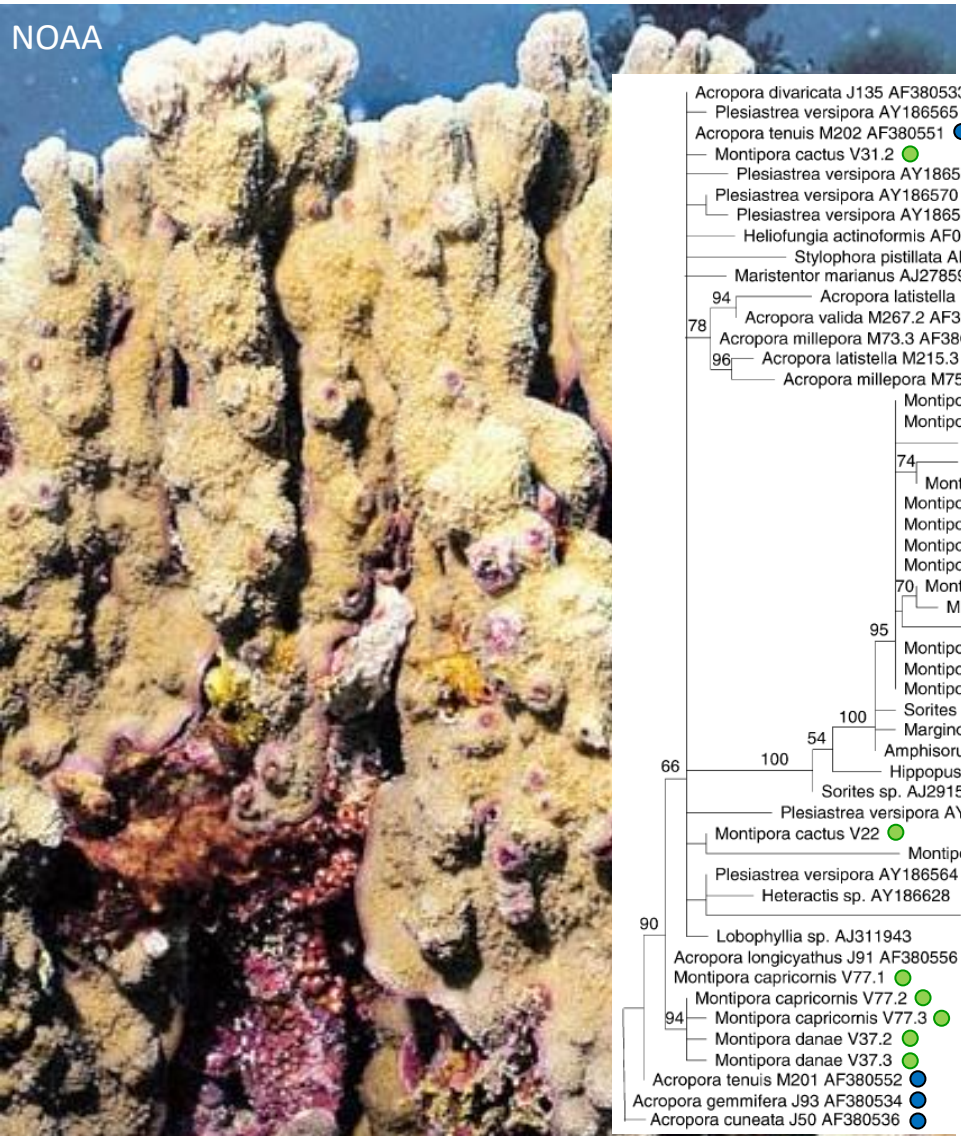 NOAA
Acropora divaricata J135 AF380533
Plesiastrea versipora AY186565
Acropora tenuis M202 AF380551
Montipora cactus V31.2
Plesiastrea versipora AY1865
Plesiastrea versipora AY186570
Plesiastrea versipora AY1865
Heliofungia actinoformis AF0
Stylophora pistillata
Maristentor marianus AJ27859
94
Acropora latistella
Acropora valida M267.2 AF3
78
Acropora millepora M73.3 AF38
96
Acropora latistella M215.3
Acropora millepora M75
Montipo
Montipo
74
Mont
Montipo
Montipo
Montipo
Montipo
70
Mont
M
95
Montipo
Montipo
Montipo
Sorites
100
Margino
54
Amphisoru
100
Hippopus
66
Sorites sp. AJ2915
Plesiastrea versipora AY
Montipora cactus V22
Montipo
Plesiastrea versipora AY186564
Heteractis sp. AY186628
90
Lobophyllia sp. AJ311943
Acropora longicyathus J91 AF380556
Montipora capricornis V77.1
Montipora capricornis V77.2
94
Montipora capricornis V77.3
Montipora danae V37.2
Montipora danae V37.3
Acropora tenuis M201 AF380552
Acropora gemmifera J93 AF380534
Acropora cuneata J50 AF380536